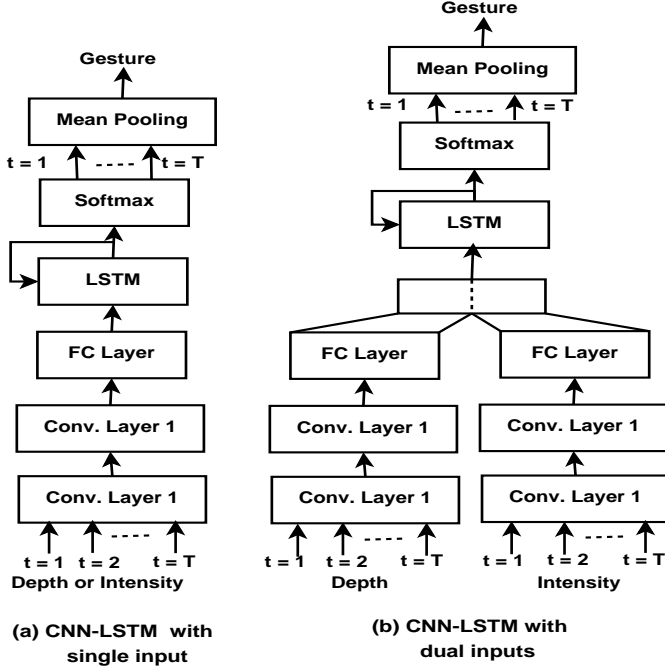 Gesture
Mean Pooling
t = 1
t = T
Softmax
LSTM
FC Layer
Conv. Layer 1
Conv. Layer 1
t = 1
t = 2
t = T
Depth or Intensity
(a) CNN-LSTM with
single input
Gesture
Mean Pooling
t = 1
t = T
Softmax
LSTM
FC Layer
FC Layer
Conv. Layer 1
Conv. Layer 1
Conv. Layer 1
Conv. Layer 1
t = 1
t = 2
t = T
t = 1
t = 2
t = T
Depth
Intensity
(b) CNN-LSTM with
dual inputs